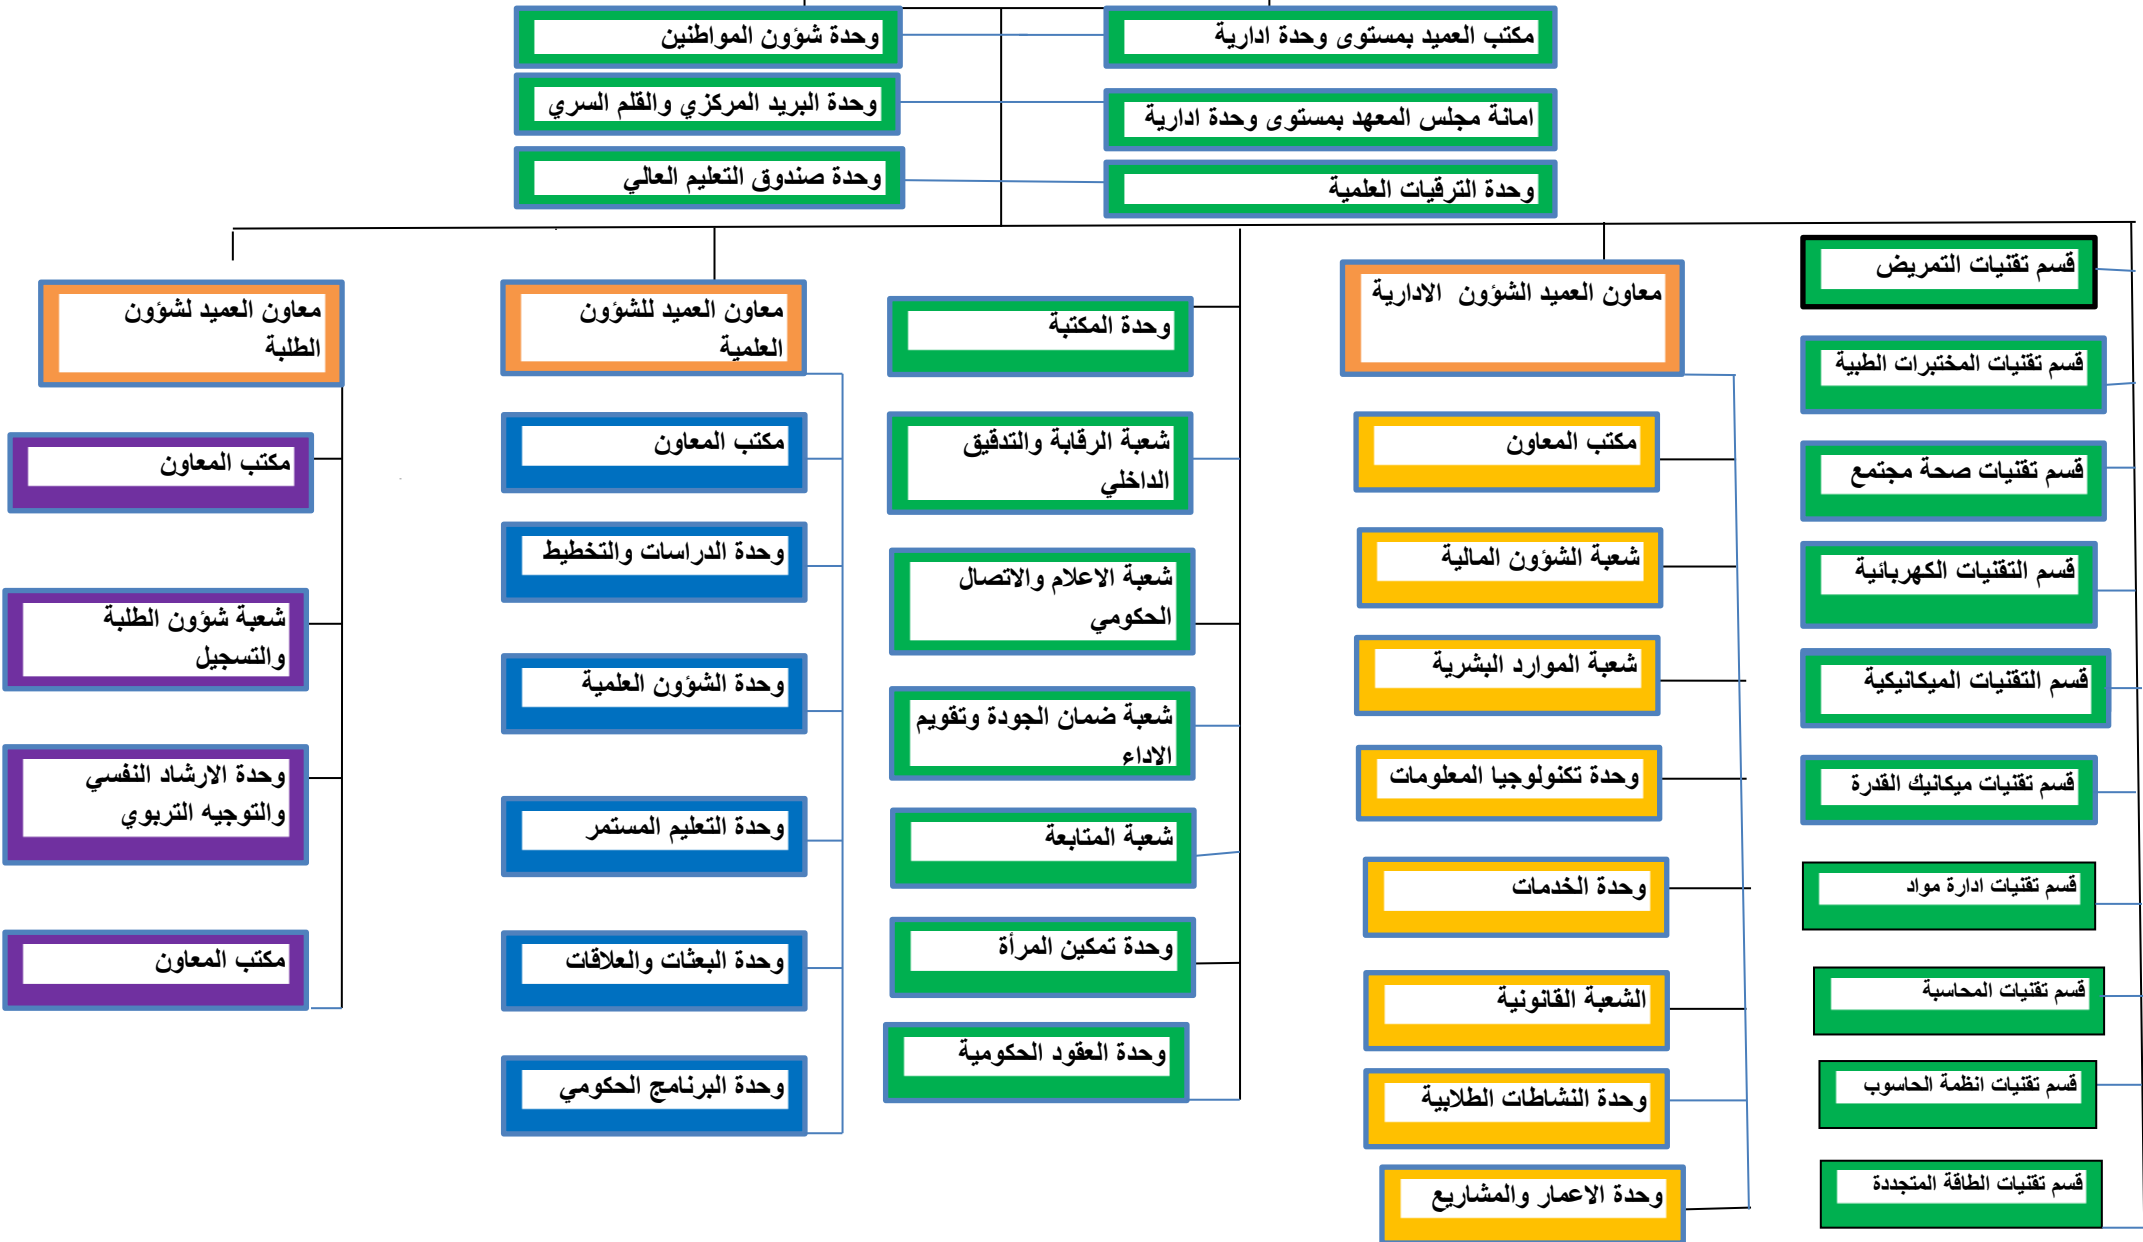 مكتب العميد بمستوى وحدة ادارية
وحدة شؤون المواطنين
امانة مجلس المعهد بمستوى وحدة ادارية
وحدة البريد المركزي والقلم السري
وحدة الترقيات العلمية
وحدة صندوق التعليم العالي
قسم تقنيات التمريض
قسم تقنيات المختبرات الطبية
قسم تقنيات صحة مجتمع
قسم التقنيات الكهربائية
قسم التقنيات الميكانيكية
قسم تقنيات ميكانيك القدرة
قسم تقنيات ادارة مواد
قسم تقنيات المحاسبة
قسم تقنيات انظمة الحاسوب
قسم تقنيات الطاقة المتجددة
معاون العميد الشؤون الادارية
مكتب المعاون
شعبة الشؤون المالية
شعبة الموارد البشرية
وحدة تكنولوجيا المعلومات
وحدة الخدمات
الشعبة القانونية
وحدة النشاطات الطلابية
وحدة الاعمار والمشاريع
وحدة المكتبة
شعبة الرقابة والتدقيق
الداخلي
شعبة الاعلام والاتصال
الحكومي
شعبة ضمان الجودة وتقويم
الاداء
شعبة المتابعة
وحدة تمكين المرأة
وحدة العقود الحكومية
معاون العميد للشؤون
العلمية
مكتب المعاون
وحدة الدراسات والتخطيط
وحدة الشؤون العلمية
وحدة التعليم المستمر
وحدة البعثات والعلاقات
وحدة البرنامج الحكومي
معاون العميد لشؤون
الطلبة
مكتب المعاون
شعبة شؤون الطلبة
والتسجيل
وحدة الارشاد النفسي
والتوجيه التربوي
مكتب المعاون